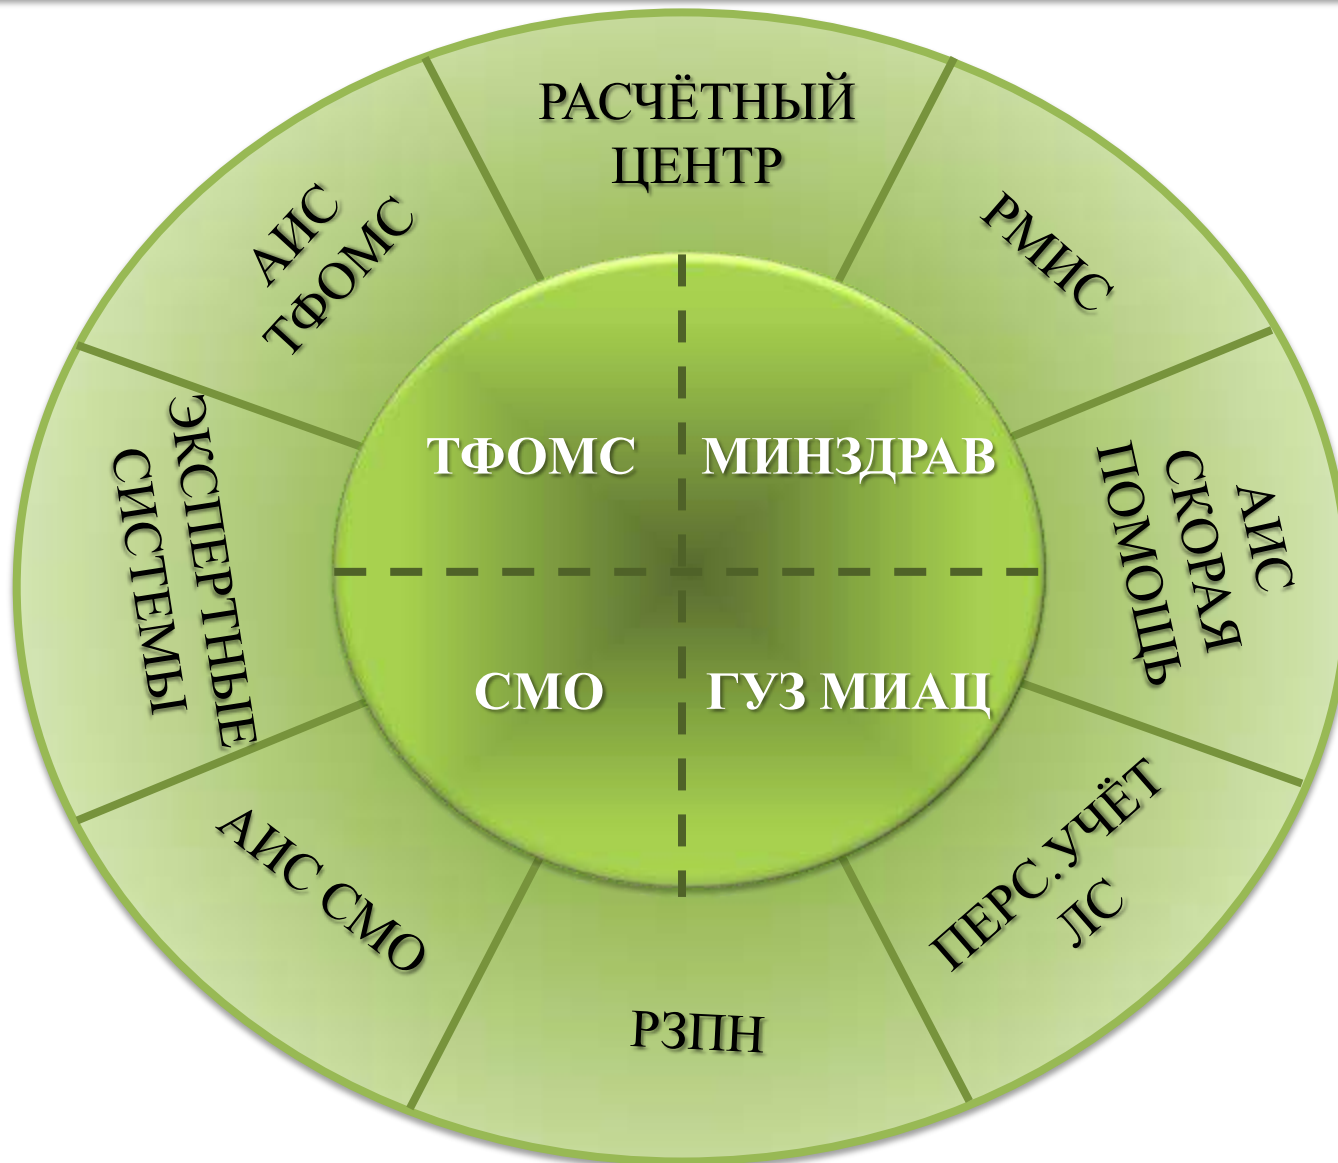 РАСЧЁТНЫЙ
ЦЕНТР
РМИС
АИС
СКОРАЯ
ПОМОЩЬ
ПЕРС.УЧЁТ
ЛС
РЗПН
АИС СМО
ЭКСПЕРТНЫЕ
СИСТЕМЫ
АИС
ТФОМС
ТФОМС
МИНЗДРАВ
СМО
ГУЗ МИАЦ